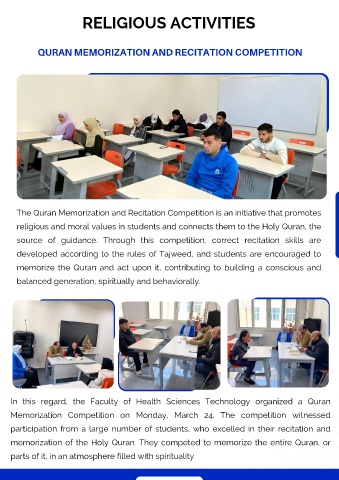 RELIGIOUS ACTIVITIES
QURAN MEMORIZATION AND RECITATION COMPETITION
The Quran Memorization and Recitation Competition is an initiative that promotes
religious and moral values in students and connects them to the Holy Quran, the
source of guidance. Through this competition, correct recitation skills are
developed according to the rules of Tajweed, and students are encouraged to
memorize the Quran and act upon it, contributing to building a conscious and
balanced generation, spiritually and behaviorally.
In this regard, the Faculty of Health Sciences Technology organized a Quran
Memorization Competition on Monday, March 24. The competition witnessed
participation from a large number of students, who excelled in their recitation and
memorization of the Holy Quran. They competed to memorize the entire Quran, or
parts of it, in an atmosphere filled with spirituality